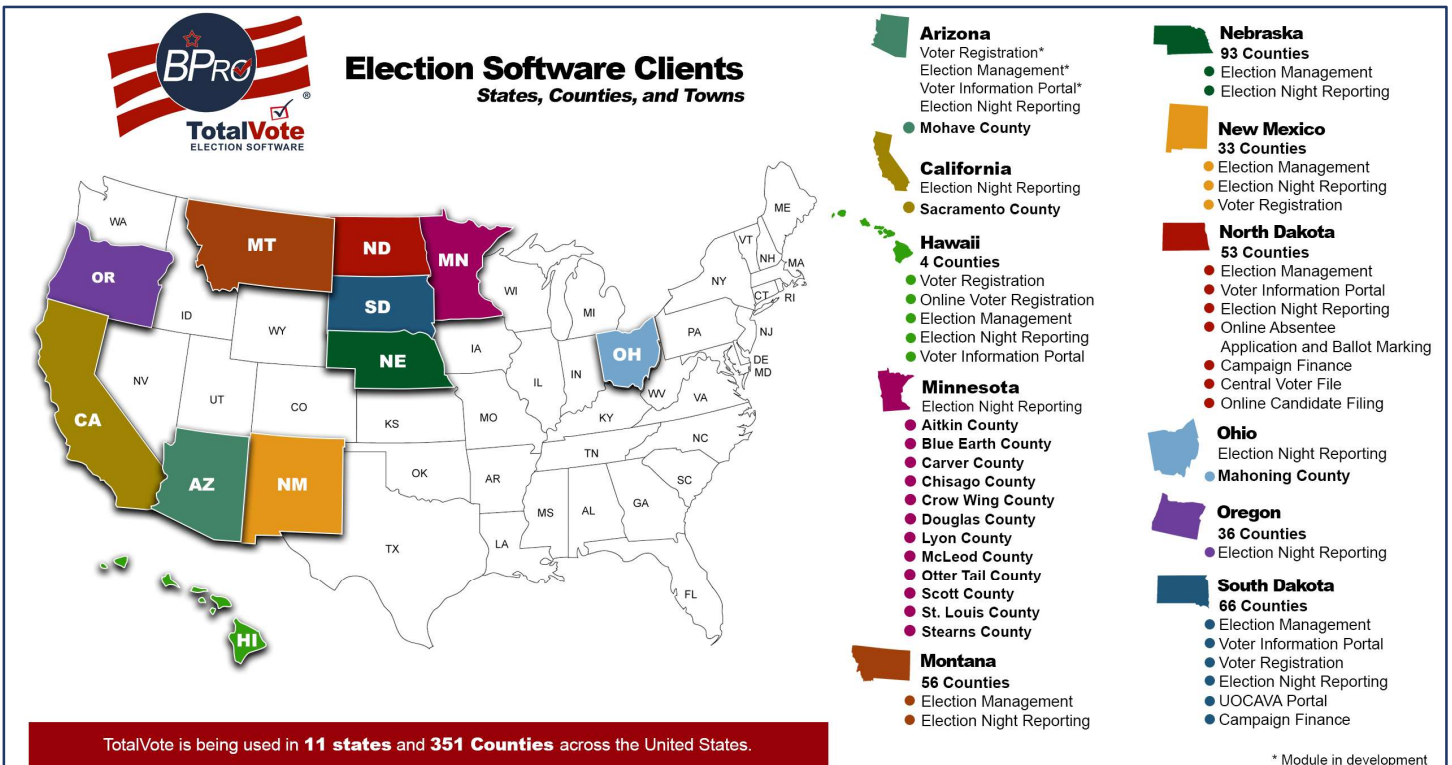 BPro
TotalVote®
ELECTION SOFTWARE
Election Software Clients
States, Counties, and Towns
WA
OR
MT
ID
ND
MN
SD
WY
NE
CA
NV
UT
CO
AZ
NM
KS
OK
TX
IA
MO
AR
LA
WI
IL
MI
IN
OH
KY
TN
MS
AL
GA
FL
SC
NC
VA
WV
PA
NY
VT
NH
ME
MA
RI
CT
NJ
DE
MD
HI
TotalVote is being used in 11 states and 351 Counties across the United States.
Arizona
Voter Registration*
Election Management*
Voter Information Portal*
Election Night Reporting
Mohave County
California
Election Night Reporting
Sacramento County
Hawaii
4 Counties
Voter Registration
Online Voter Registration
Election Management
Election Night Reporting
Voter Information Portal
Minnesota
Election Night Reporting
Aitkin County
Blue Earth County
Carver County
Chisago County
Crow Wing County
Douglas County
Lyon County
McLeod County
Otter Tail County
Scott County
St. Louis County
Stearns County
Montana
56 Counties
Election Management
Election Night Reporting
Nebraska
93 Counties
Election Management
Election Night Reporting
New Mexico
33 Counties
Election Management
Election Night Reporting
Voter Registration
North Dakota
53 Counties
Election Management
Voter Information Portal
Election Night Reporting
Online Absentee
Application and Ballot Marking
Campaign Finance
Central Voter File
Online Candidate Filing
Ohio
Election Night Reporting
Mahoning County
Oregon
36 Counties
Election Night Reporting
South Dakota
66 Counties
Election Management
Voter Information Portal
Voter Registration
Election Night Reporting
UOCAVA Portal
Campaign Finance
* Module in development